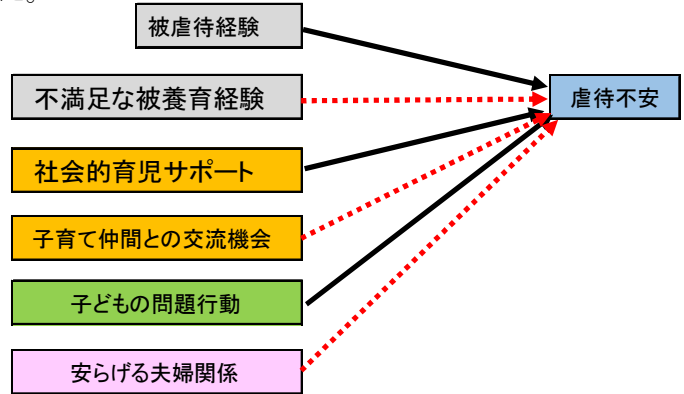 被虐待経験
不満足な被養育経験
虐待不安
社会的育児サポート
子育て仲間との交流機会
子どもの問題行動
安らげる夫婦関係